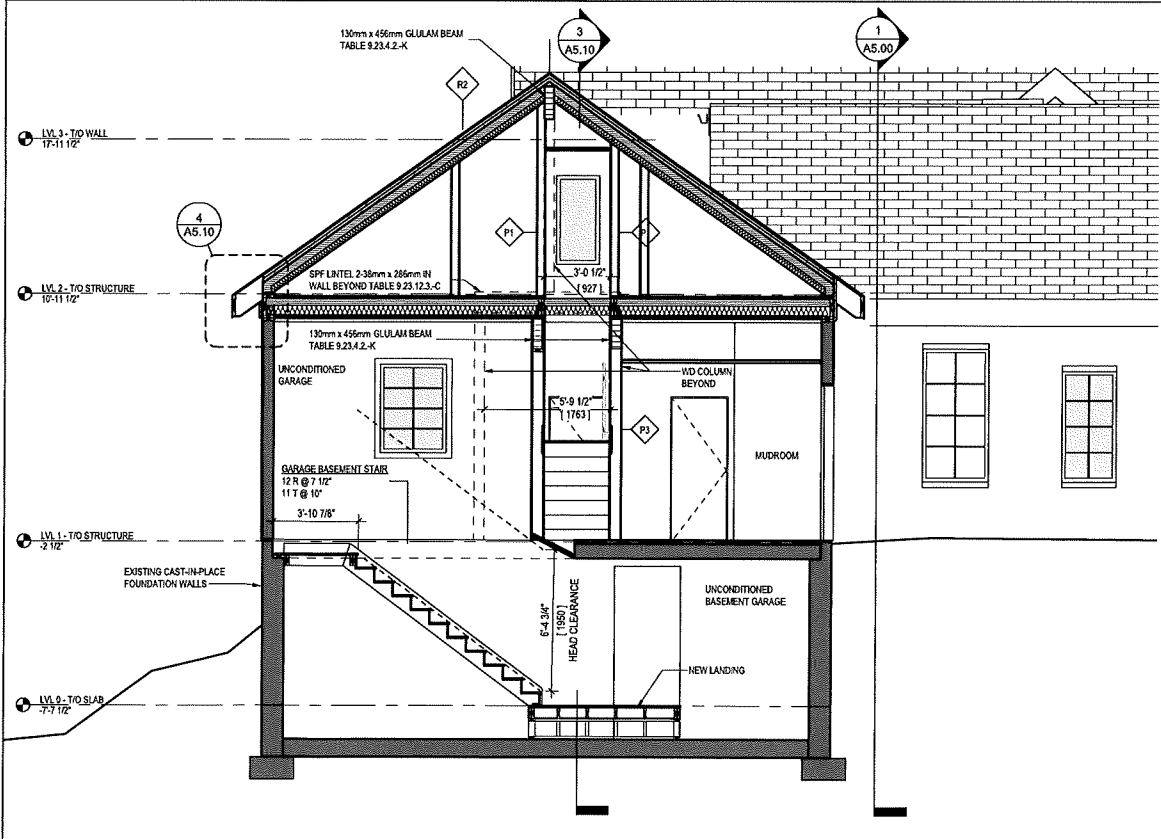 130mm x 456mm GLULAM BEAM
TABLE 9.23.4.2.-K
3
A5.10
1
A5.00
R2
LVL 3 - T/O WALL
17'-11 1/2"
4
A5.10
P1
P
SPF LINTEL 2-38mm x 286mm IN
WALL BEYOND TABLE 9.23.12.3.-C
3'-0 1/2"
[ 927 ]
LVL 2 - T/O STRUCTURE
10'-11 1/2"
130mm x 456mm GLULAM BEAM
TABLE 9.23.4.2.-K
UNCONDITIONED
GARAGE
WD COLUMN
BEYOND
5'-9 1/2"
[ 1763 ]
P3
MUDROOM
GARAGE BASEMENT STAIR
12 R @ 7 1/2"
11 T @ 10"
3'-10 7/8"
LVL 1 - T/O STRUCTURE
-2 1/2"
EXISTING CAST-IN-PLACE
FOUNDATION WALLS
6'-4 3/4"
[ 1950 ]
HEAD CLEARANCE
UNCONDITIONED
BASEMENT GARAGE
NEW LANDING
LVL 0 - T/O SLAB
-7'-7 1/2"